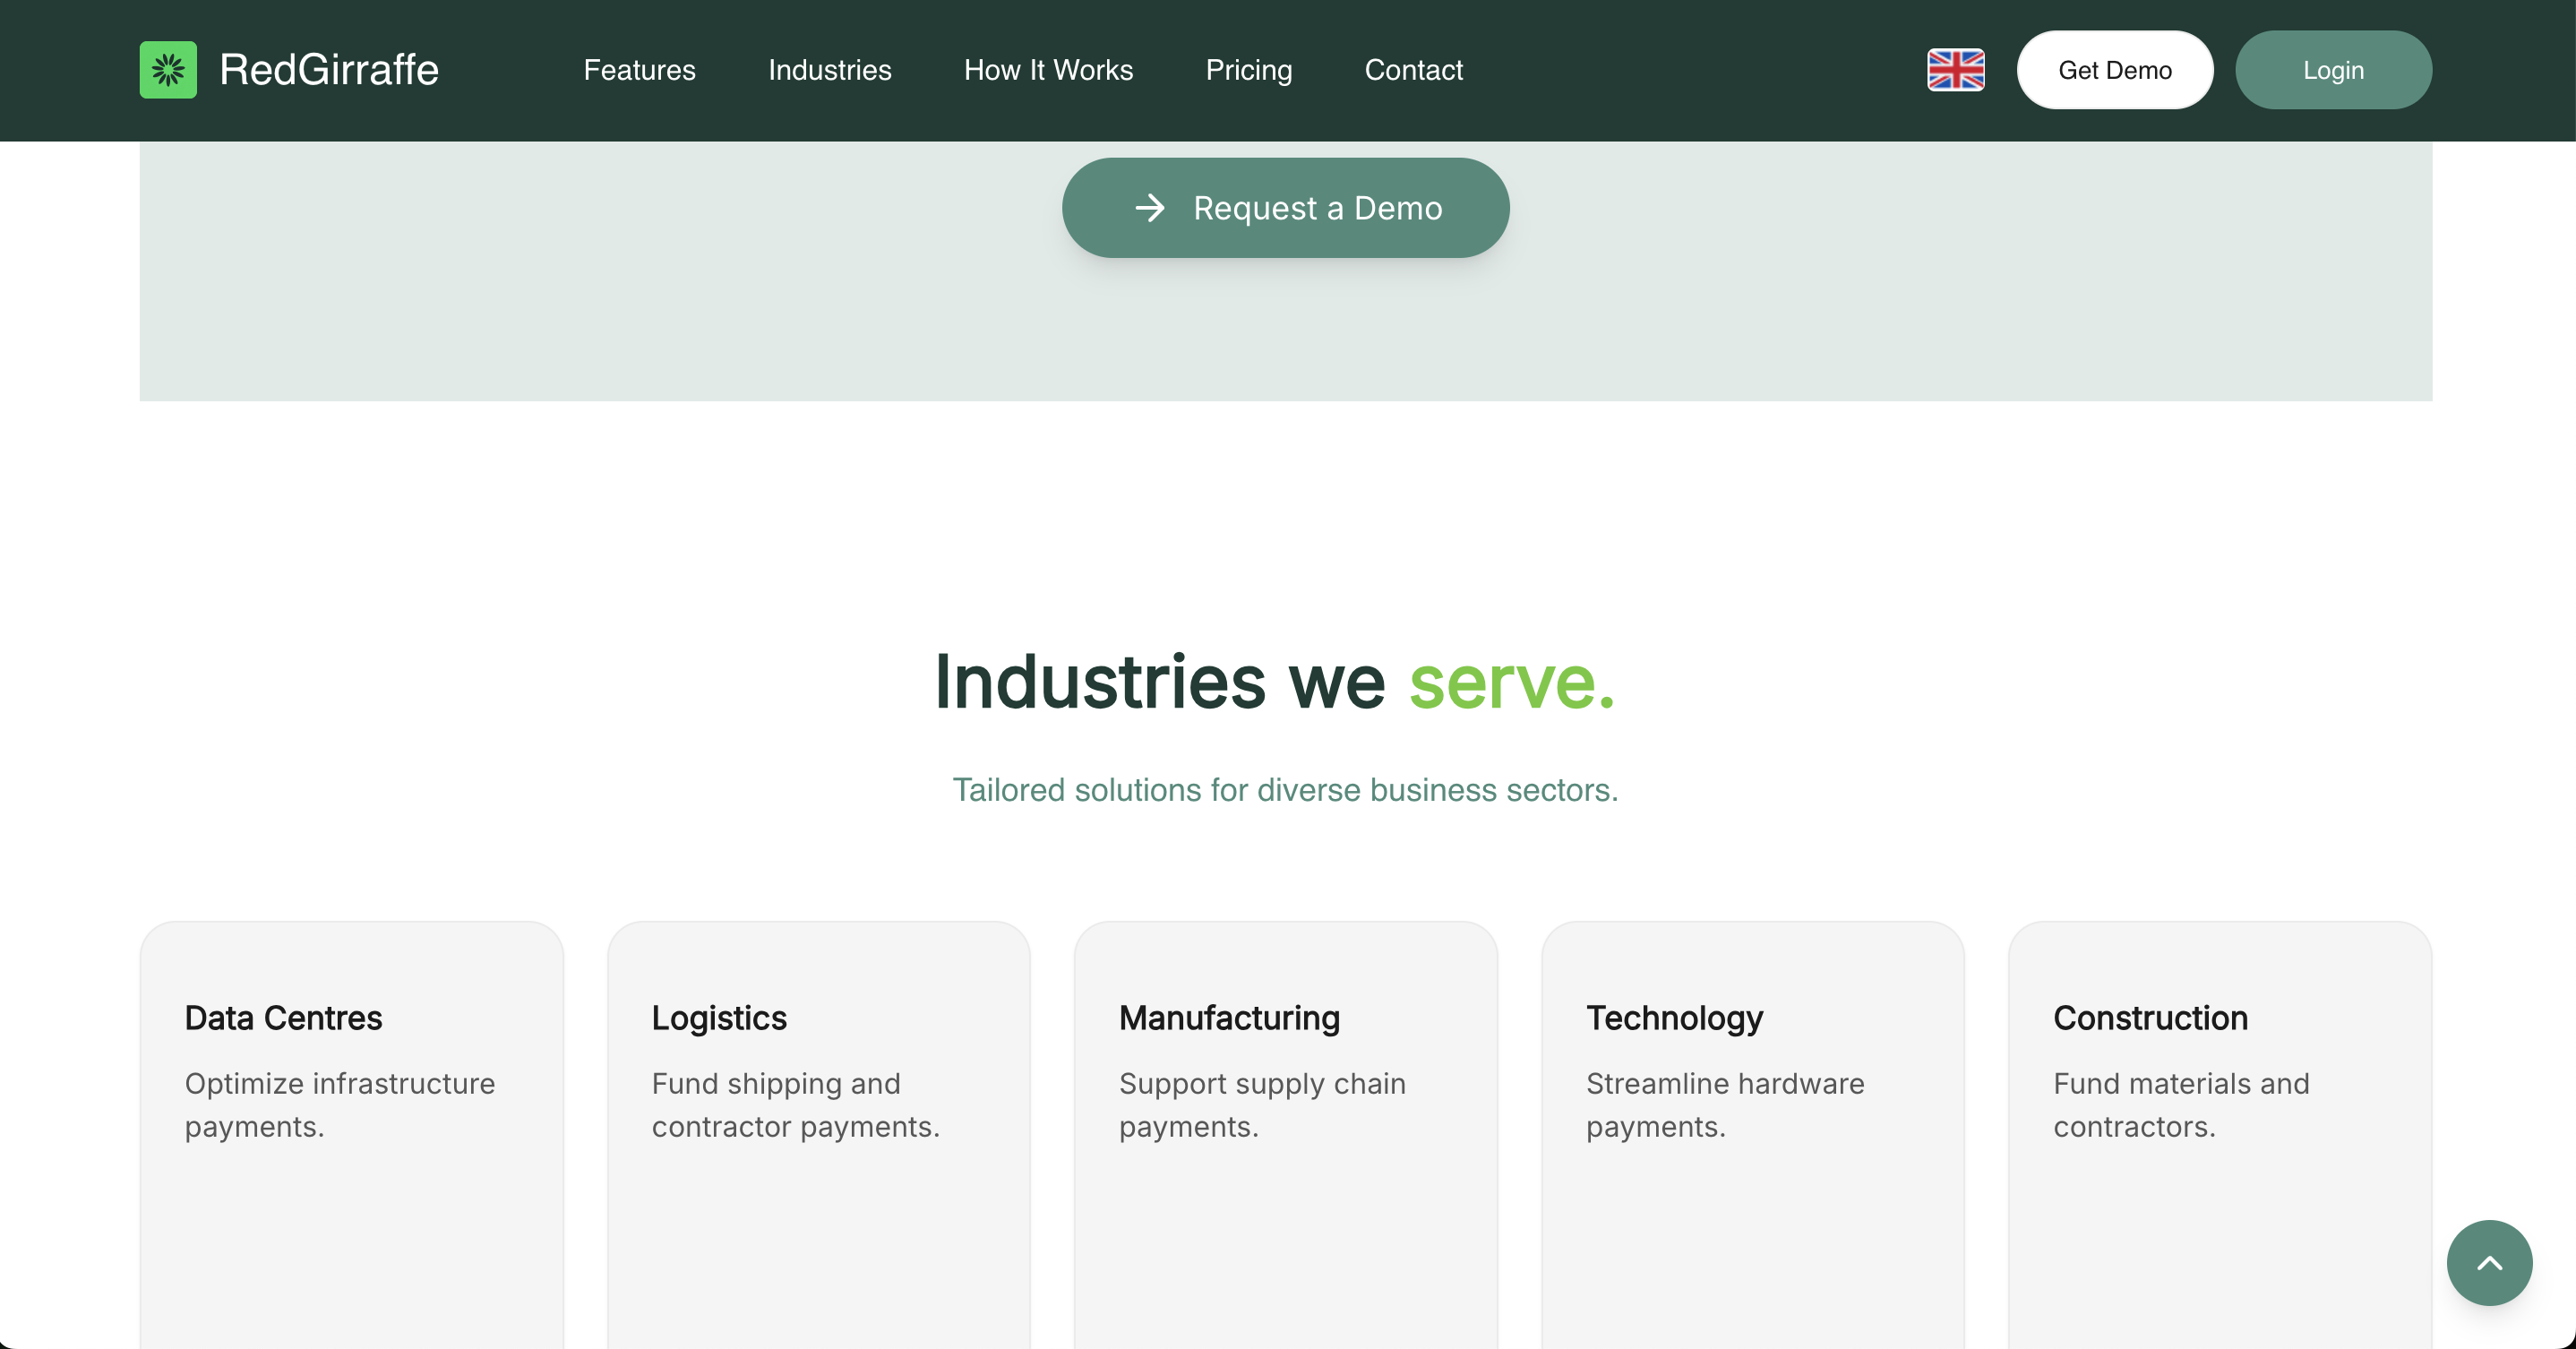 RedGirraffe
Features
Industries
How It Works
Pricing
Contact
Get Demo
Login
Request a Demo
Industries we serve.
Tailored solutions for diverse business sectors.
Data Centres
Optimize infrastructure
payments.
Logistics
Fund shipping and
contractor payments.
Manufacturing
Support supply chain
payments.
Technology
Streamline hardware
payments.
Construction
Fund materials and
contractors.